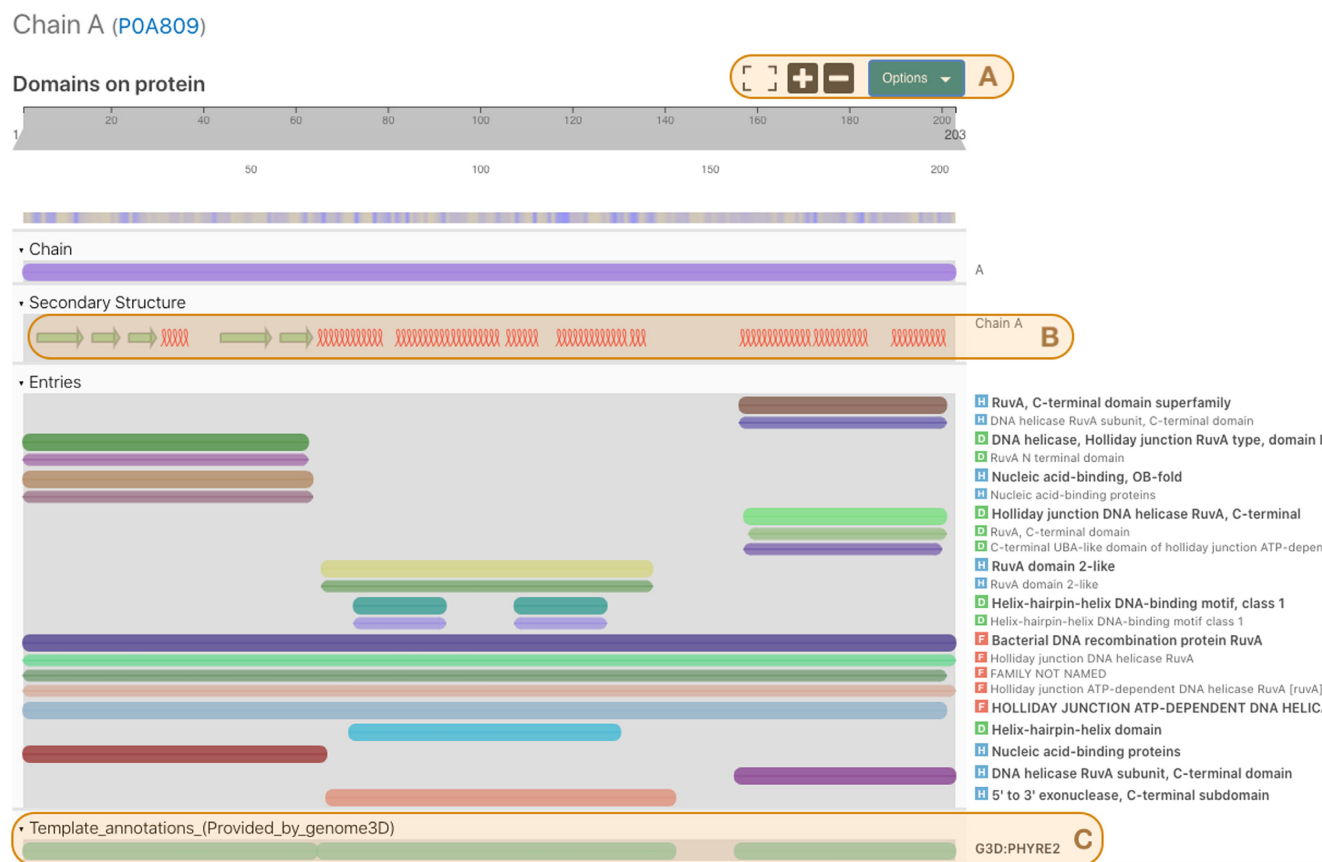 Chain A (P0A809)
A
Options
Domains on protein
20 40 60 80 100 120 140 160 180 200
1 203
50 100 150 200
Chain
A
Secondary Structure
Chain A
B
Entries
H RuvA, C-terminal domain superfamily
H DNA helicase RuvA subunit, C-terminal domain
D DNA helicase, Holliday junction RuvA type, domain
D RuvA N terminal domain
H Nucleic acid-binding, OB-fold
H Nucleic acid-binding proteins
D Holliday junction DNA helicase RuvA, C-terminal
D RuvA, C-terminal domain
D C-terminal UBA-like domain of holliday junction ATP-depen
H RuvA domain 2-like
H RuvA domain 2-like
D Helix-hairpin-helix DNA-binding motif, class 1
D Helix-hairpin-helix DNA-binding motif class 1
F Bacterial DNA recombination protein RuvA
F Holliday junction DNA helicase RuvA
F FAMILY NOT NAMED
F Holliday junction ATP-dependent DNA helicase RuvA [ruvA]
F HOLLIDAY JUNCTION ATP-DEPENDENT DNA HELIC
D Helix-hairpin-helix domain
H Nucleic acid-binding proteins
H DNA helicase RuvA subunit, C-terminal domain
H 5' to 3' exonuclease, C-terminal subdomain
Template_annotations_(Provided_by_genome3D)
G3D:PHYRE2
C